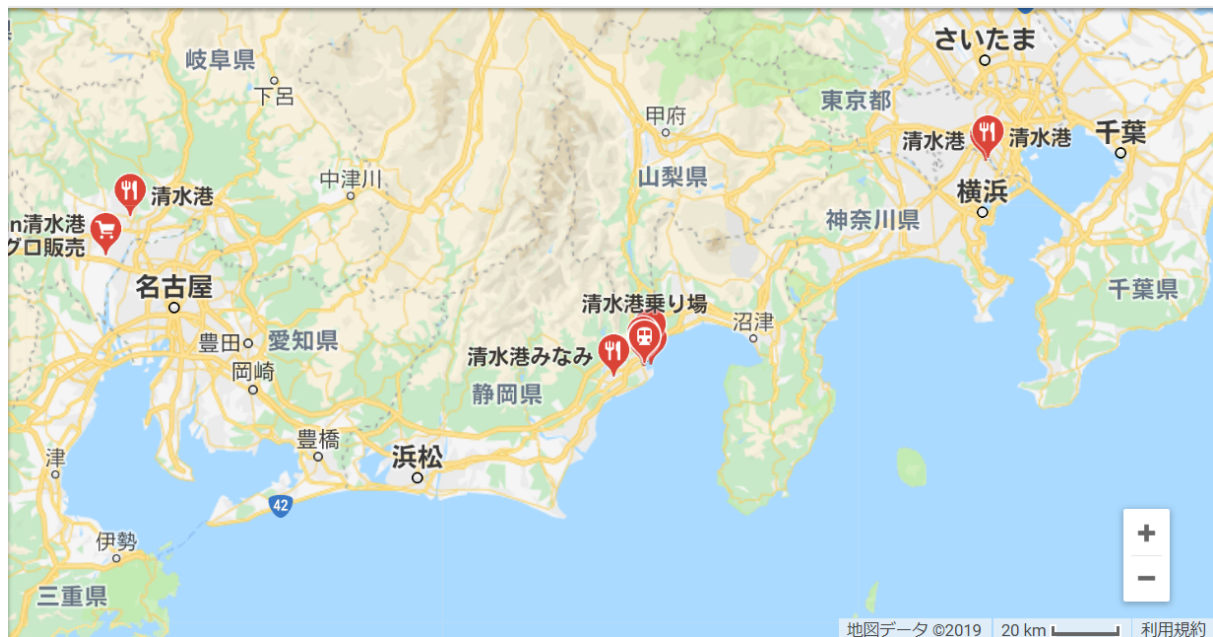 さいたま
岐阜県
下呂
東京都
甲府
清水港
清水港
千葉
中津川
山梨県
清水港
横浜
神奈川県
n清水港
グロ販売
名古屋
千葉県
清水港乗り場
沼津
豊田
愛知県
清水港みなみ
岡崎
静岡県
豊橋
浜松
津
42
伊勢
三重県
地図データ ©2019
20 km
利用規約